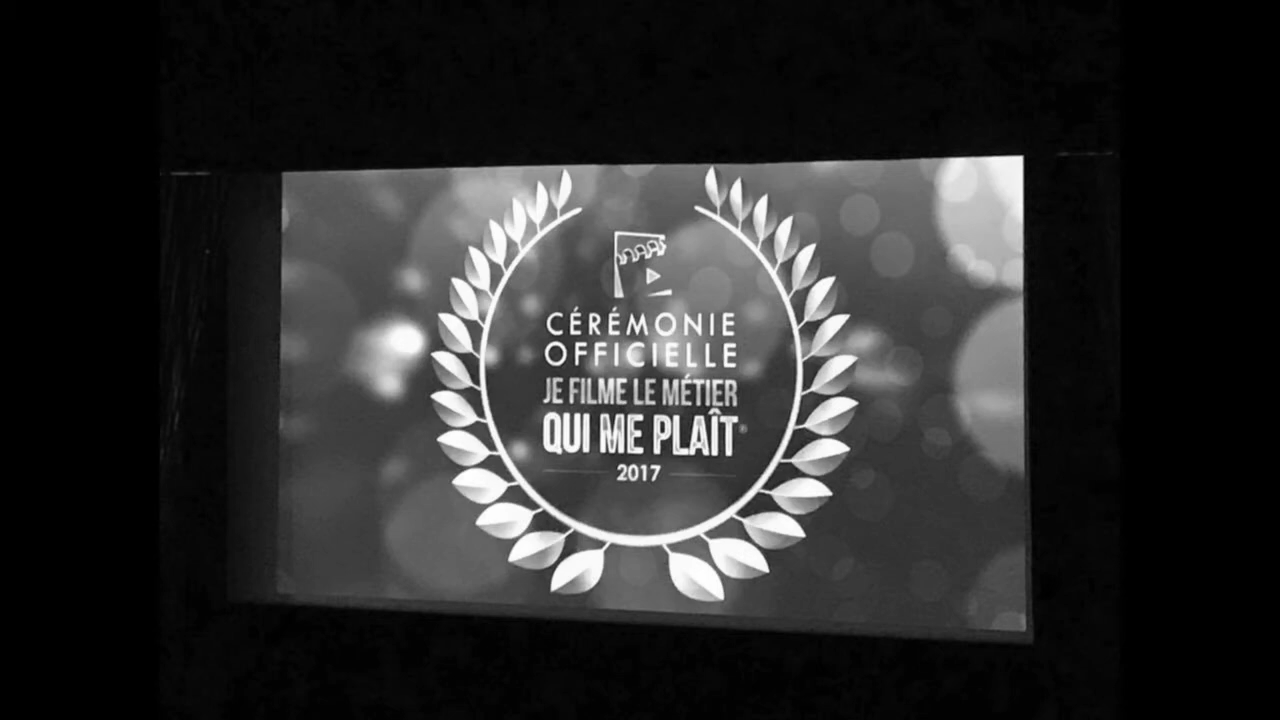 CÉRÉMONIE
OFFICIELLE
JE FILME LE MÉTIER
QUI ME PLAÎT®
2017